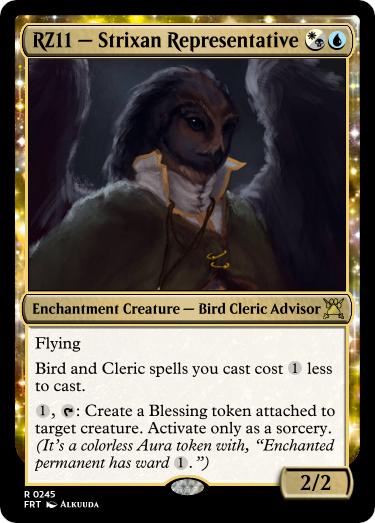 RZ11 — Strixan Representative
Enchantment Creature — Bird Cleric Advisor
Flying
Bird and Cleric spells you cast cost 1 less
to cast.
1, T: Create a Blessing token attached to
target creature. Activate only as a sorcery.
(It's a colorless Aura token with, “Enchanted
permanent has ward 1.”)
2/2
R 0245
FRT Alkuuda